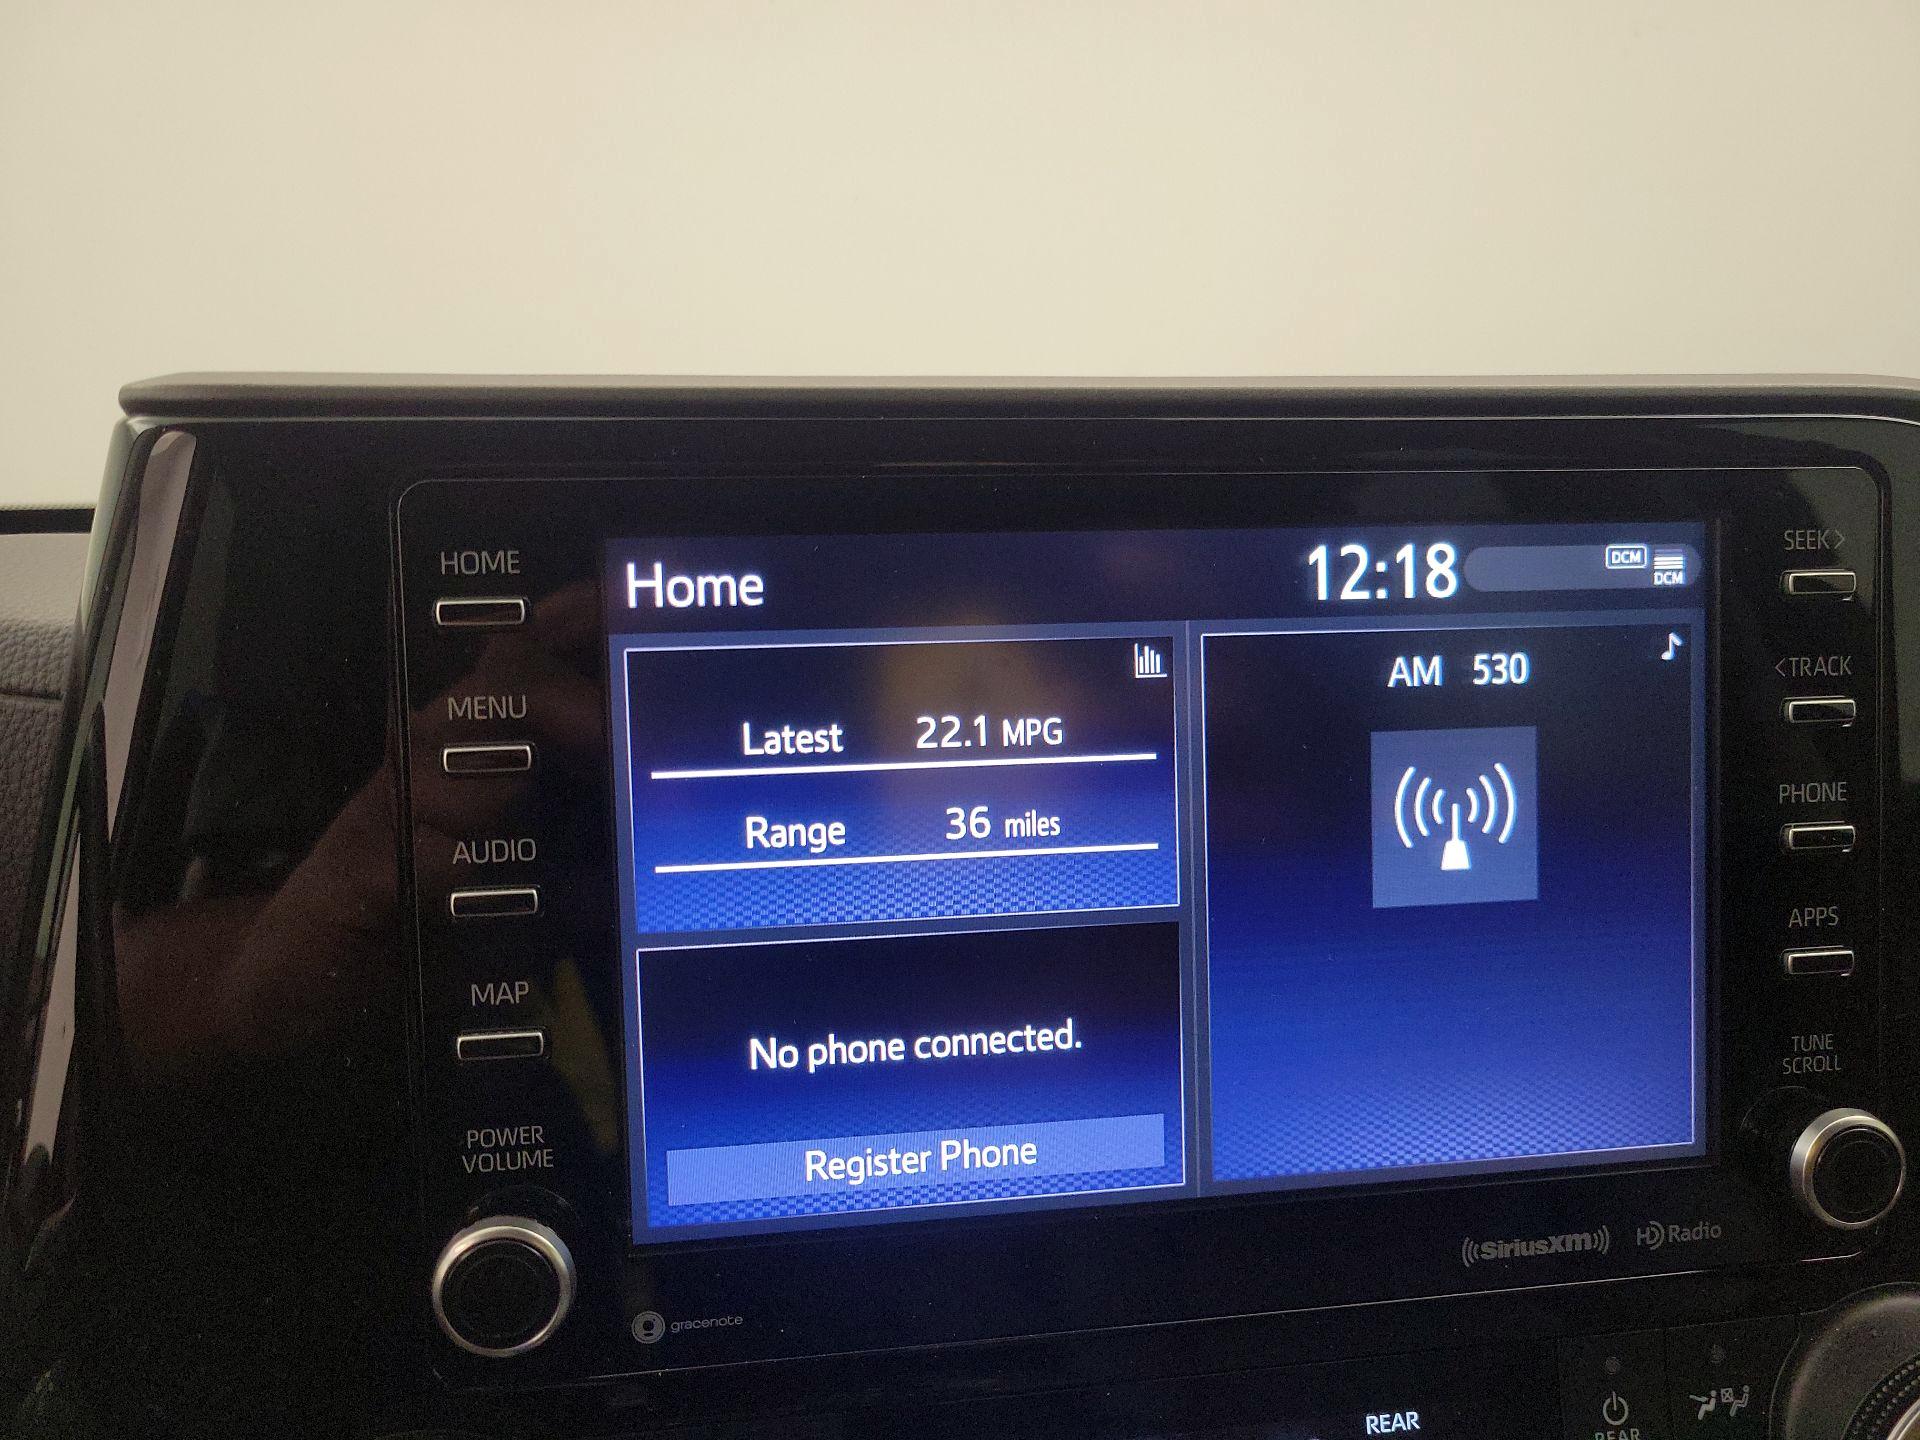 HOME
MENU
AUDIO
MAP
POWER
VOLUME
Home
12:18
DCM
DCM
Latest 22.1 MPG
Range 36 miles
No phone connected.
Register Phone
AM 530
SEEK>
<TRACK
PHONE
APPS
TUNE
SCROLL
gracenote
((SiriusXM))
HD Radio
REAR
REAR